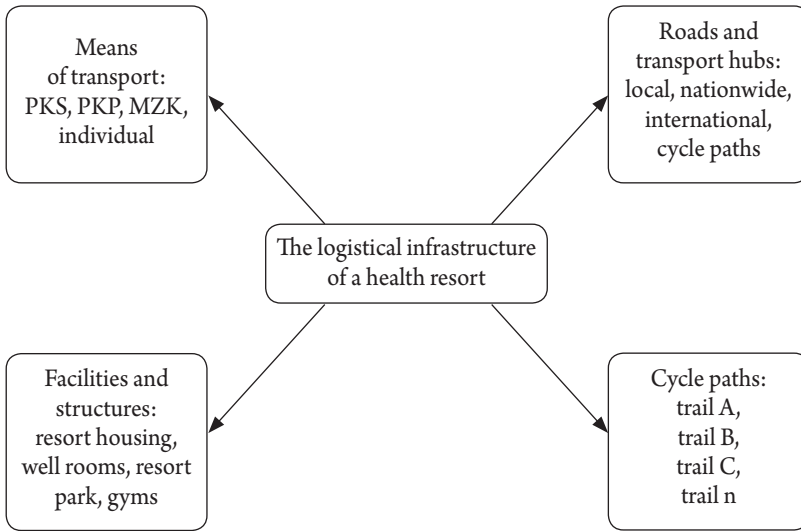 Means
of transport:
PKS, PKP, MZK,
individual
Roads and
transport hubs:
local, nationwide,
international,
cycle paths
The logistical infrastructure
of a health resort
Facilities and
structures:
resort housing,
well rooms, resort
park, gyms
Cycle paths:
trail A,
trail B,
trail C,
trail n